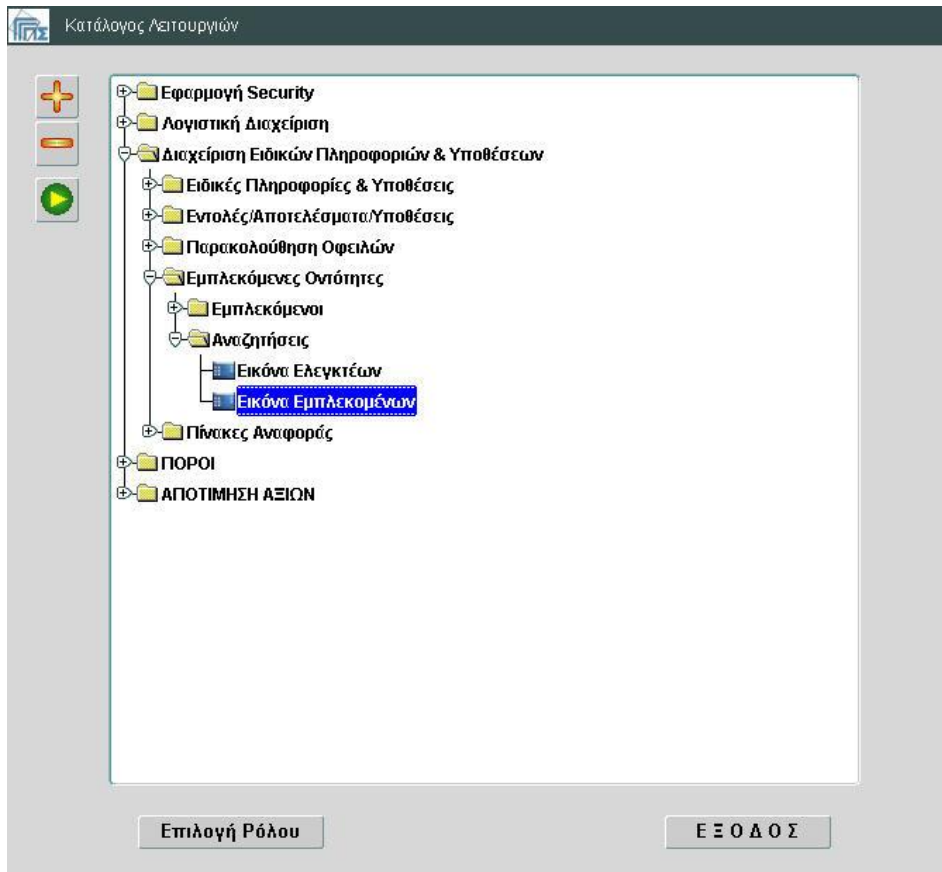 Κατάλογος Λειτουργιών
Εφαρμογή Security
Λογιστική Διαχείριση
Διαχείριση Ειδικών Πληροφοριών & Υποθέσεων
Ειδικές Πληροφορίες & Υποθέσεις
Εντολές/Αποτελέσματα/Υποθέσεις
Παρακολούθηση Οφειλών
Εμπλεκόμενες Οντότητες
Εμπλεκόμενοι
Αναζητήσεις
Εικόνα Ελεγκτέων
Εικόνα Εμπλεκομένων
Πίνακες Αναφοράς
ΠΟΡΟΙ
ΑΠΟΤΙΜΗΣΗ ΑΞΙΩΝ
Επιλογή Ρόλου
ΕΞΟΔΟΣ